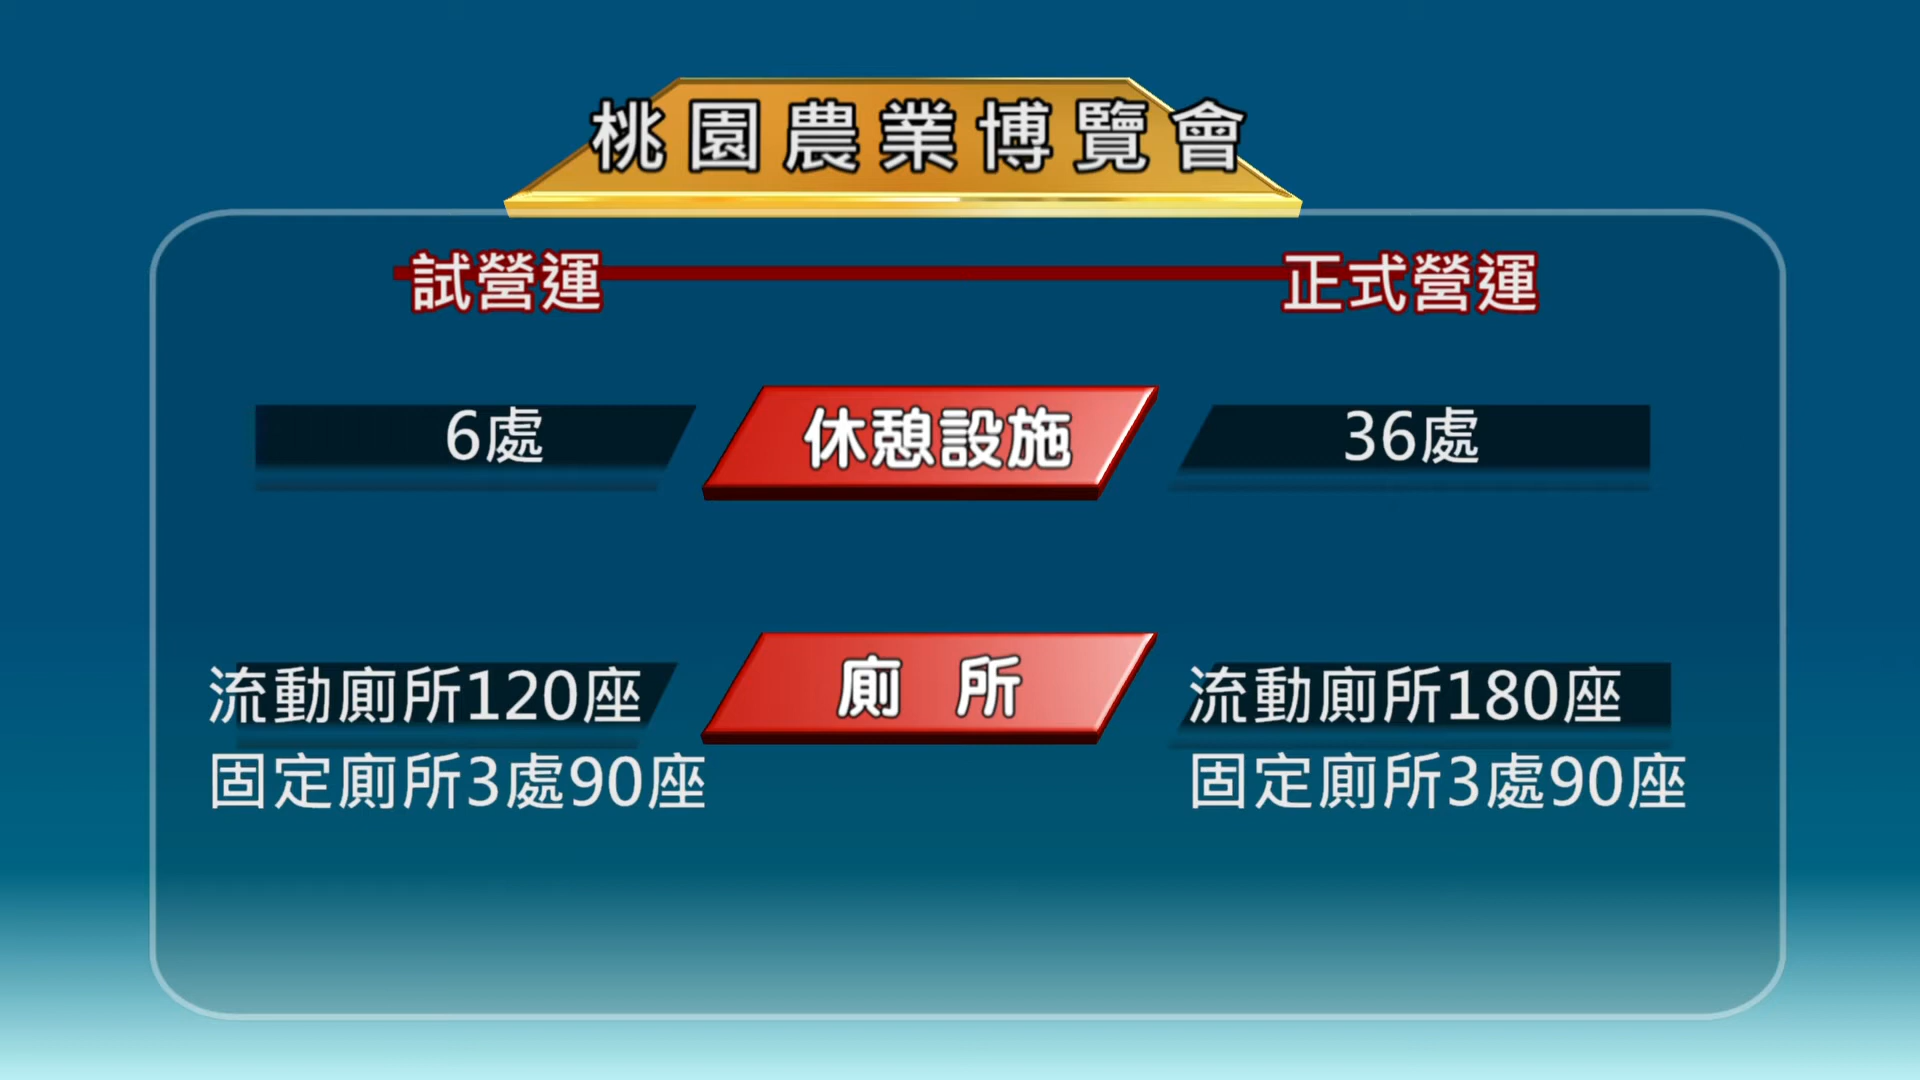 桃園農業博覽會
試營運
正式營運
6處
休憩設施
36處
流動廁所120座
廁所
流動廁所180座
固定廁所3處90座
固定廁所3處90座